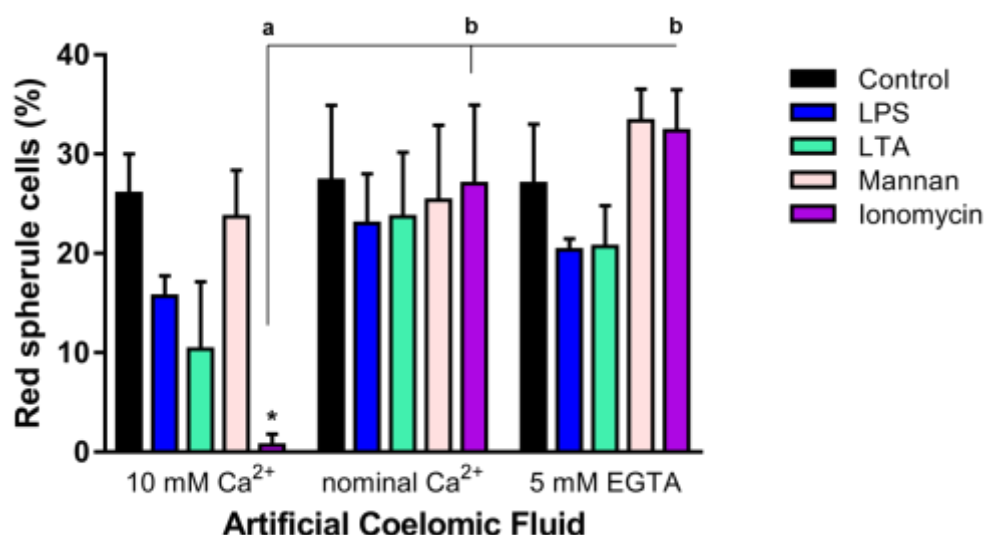 a b b
40
30
20
10
0
Red spherule cells (%)
*
10 mM Ca²⁺ nominal Ca²⁺ 5 mM EGTA
Artificial Coelomic Fluid
Control
LPS
LTA
Mannan
Ionomycin